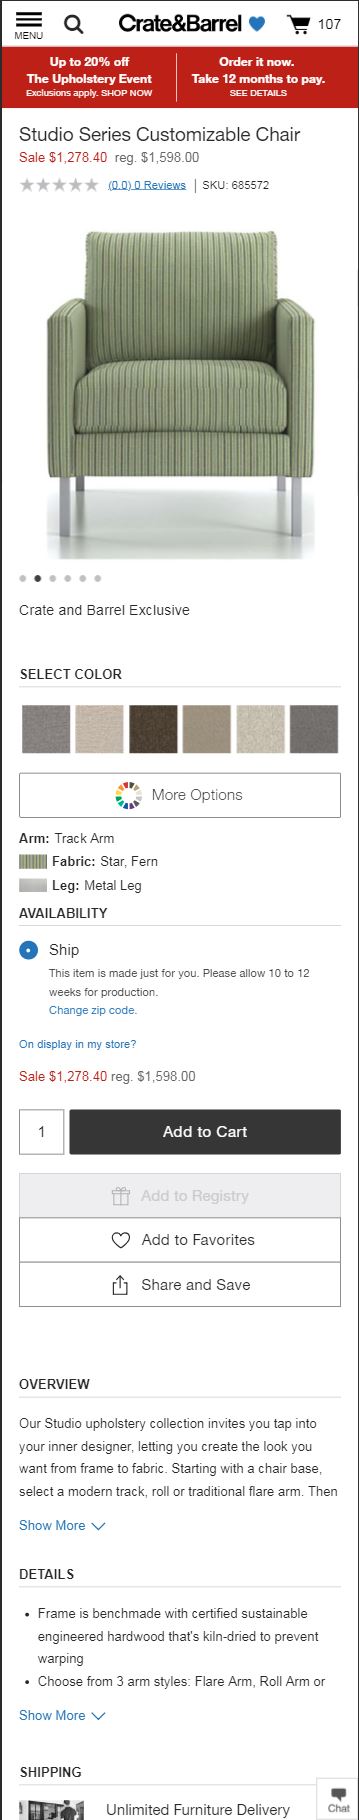 MENU
Crate&Barrel
107
Up to 20% off
The Upholstery Event
Exclusions apply. SHOP NOW
Order it now.
Take 12 months to pay.
SEE DETAILS
Studio Series Customizable Chair
Sale $1,278.40 reg. $1,598.00
(0.0) 0 Reviews | SKU: 685572
Crate and Barrel Exclusive
SELECT COLOR
More Options
Arm: Track Arm
Fabric: Star, Fern
Leg: Metal Leg
AVAILABILITY
Ship
This item is made just for you. Please allow 10 to 12
weeks for production.
Change zip code.
On display in my store?
Sale $1,278.40 reg. $1,598.00
1
Add to Cart
Add to Registry
Add to Favorites
Share and Save
OVERVIEW
Our Studio upholstery collection invites you tap into
your inner designer, letting you create the look you
want from frame to fabric. Starting with a chair base,
select a modern track, roll or traditional flare arm. Then
Show More
DETAILS
• Frame is benchmade with certified sustainable
engineered hardwood that's kiln-dried to prevent
warping
• Choose from 3 arm styles: Flare Arm, Roll Arm or
Show More
SHIPPING
Unlimited Furniture Delivery
Chat